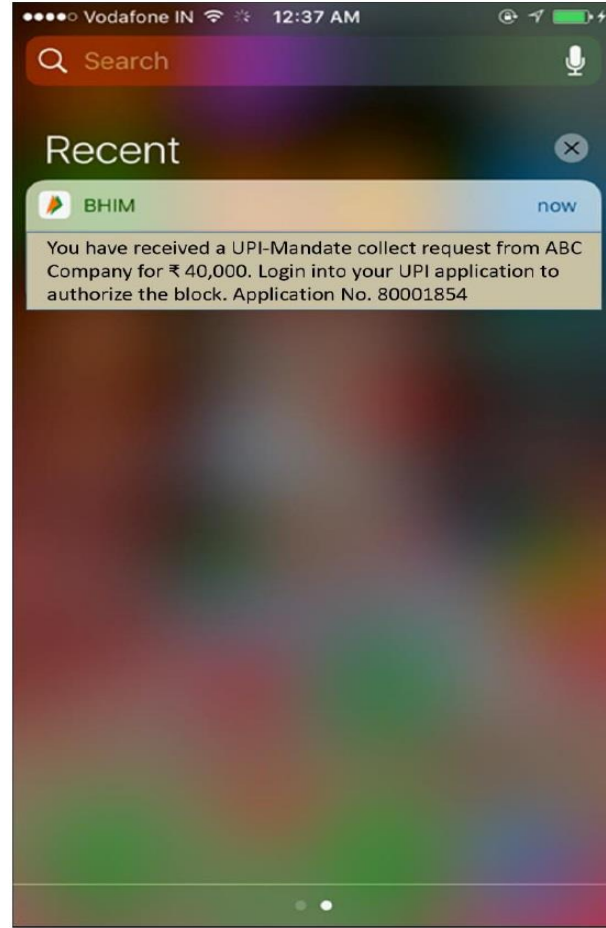 Vodafone IN 12:37 AM
Search
Recent
BHIM now
You have received a UPI-Mandate collect request from ABC
Company for ₹ 40,000. Login into your UPI application to
authorize the block. Application No. 80001854